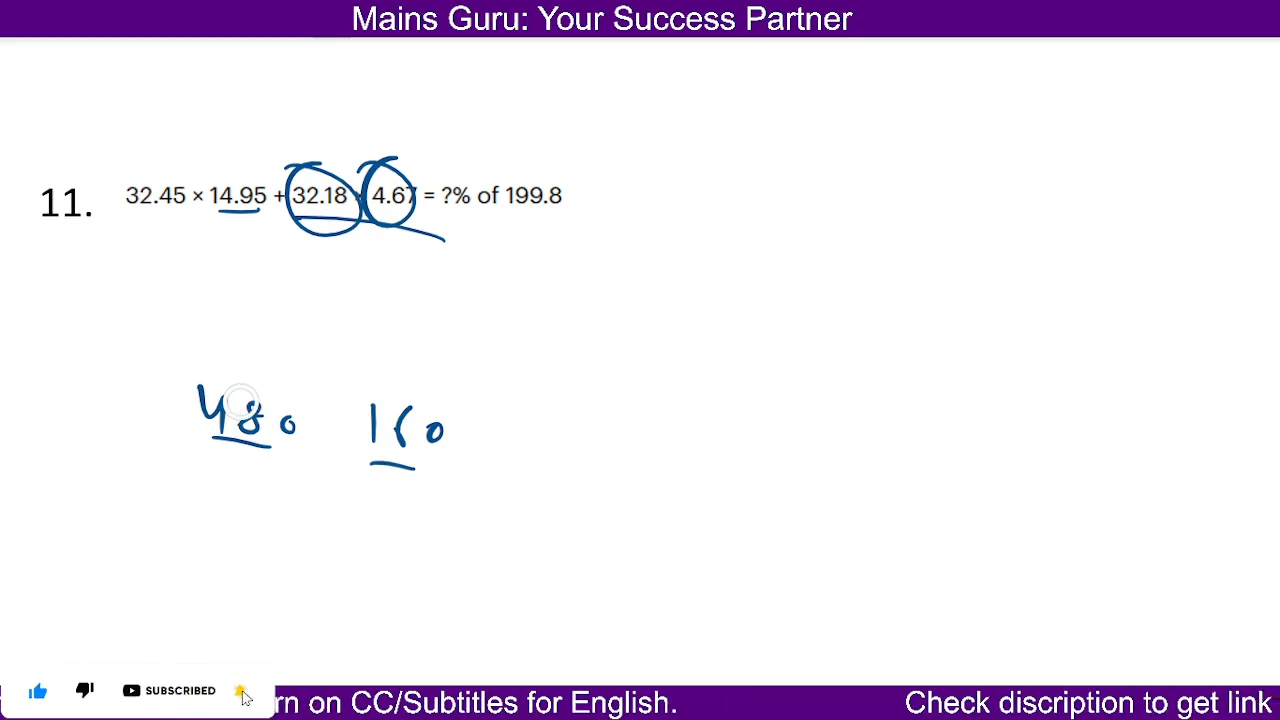 Mains Guru: Your Success Partner
11. 32.45 × 14.95 + 32.18 × 4.67 = ?% of 199.8
480 160
SUBSCRIBED
rn on CC/Subtitles for English. Check discription to get link